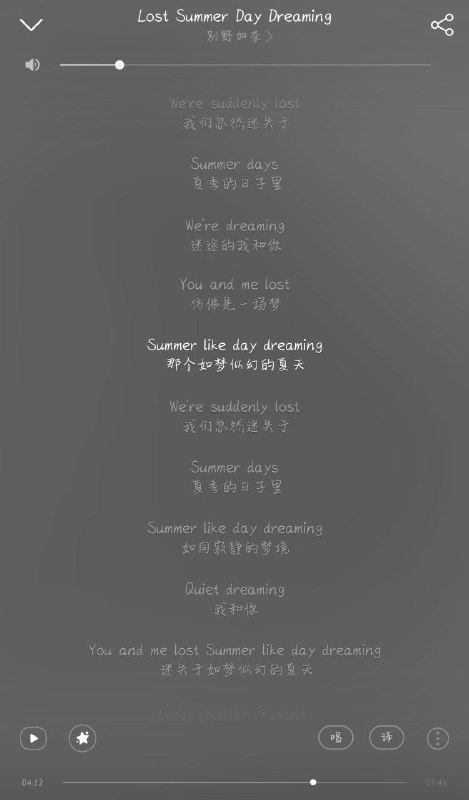 Lost Summer Day Dreaming
别野加奈 >
We're suddenly lost
我们忽然迷失于
Summer days
夏季的日子里
We're dreaming
迷途的我和你
You and me lost
仿佛是一场梦
Summer like day dreaming
那个如梦似幻的夏天
We're suddenly lost
我们忽然迷失于
Summer days
夏季的日子里
Summer like day dreaming
如同寂静的梦境
Quiet dreaming
我和你
You and me lost Summer like day dreaming
迷失于如梦似幻的夏天
Lyrics provider:
唱
译
04:12